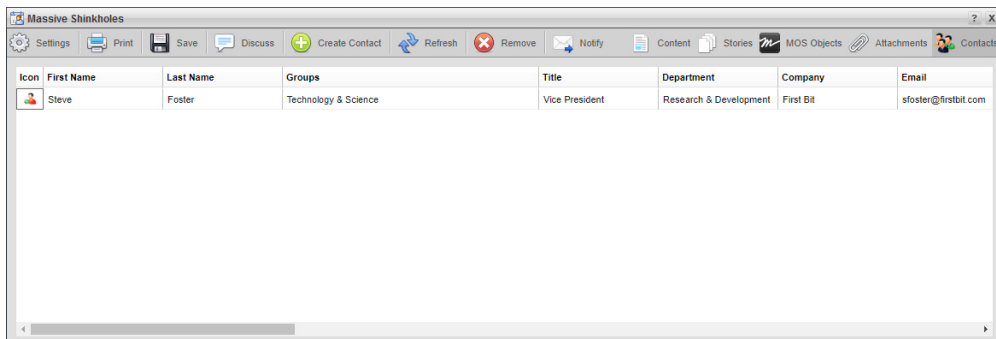 Massive Shinkholes ? X
Settings Print Save Discuss Create Contact Refresh Remove Notify Content Stories MOS Objects Attachments Contacts
Icon First Name Last Name Groups Title Department Company Email
Steve Foster Technology & Science Vice President Research & Development First Bit sfoster@firstbit.com